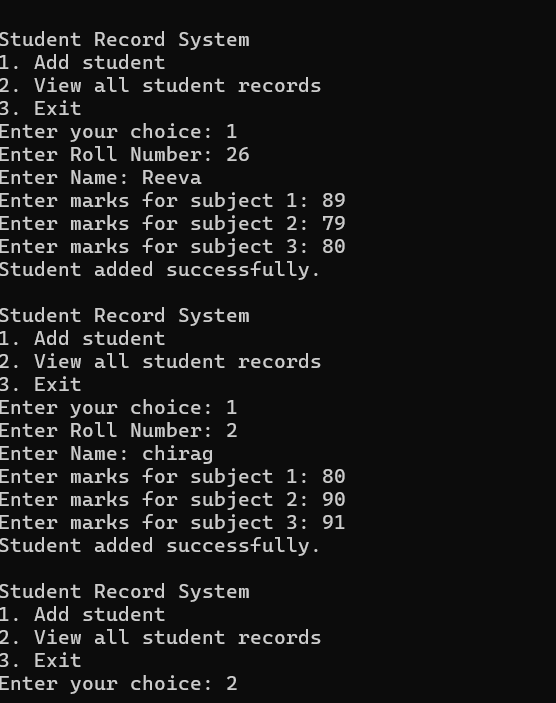 Student Record System
1. Add student
2. View all student records
3. Exit
Enter your choice: 1
Enter Roll Number: 26
Enter Name: Reeva
Enter marks for subject 1: 89
Enter marks for subject 2: 79
Enter marks for subject 3: 80
Student added successfully.

Student Record System
1. Add student
2. View all student records
3. Exit
Enter your choice: 1
Enter Roll Number: 2
Enter Name: chirag
Enter marks for subject 1: 80
Enter marks for subject 2: 90
Enter marks for subject 3: 91
Student added successfully.

Student Record System
1. Add student
2. View all student records
3. Exit
Enter your choice: 2